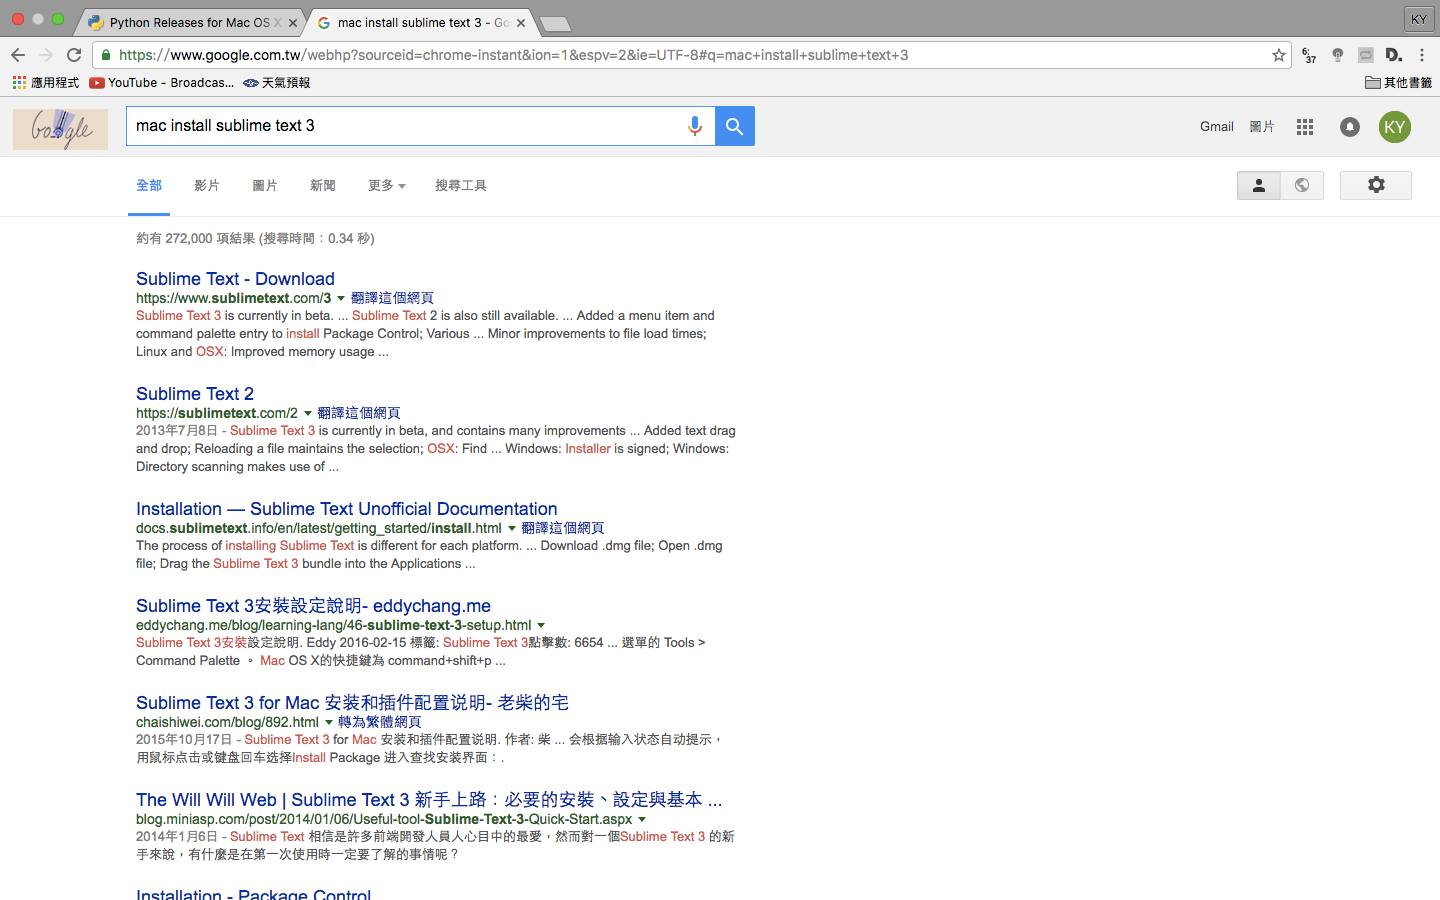 Python Releases for Mac OS X
mac install sublime text 3 - Go
KY
https://www.google.com.tw/webhp?sourceid=chrome-instant&ion=1&espv=2&ie=UTF-8#q=mac+install+sublime+text+3
6:
37
D.
應用程式
YouTube - Broadcas...
天氣預報
其他書籤
Google
mac install sublime text 3
Gmail
圖片
KY
全部
影片
圖片
新聞
更多
搜尋工具
約有 272,000 項結果 (搜尋時間：0.34 秒)
Sublime Text - Download
https://www.sublimetext.com/3 翻譯這個網頁
Sublime Text 3 is currently in beta. ... Sublime Text 2 is also still available. ... Added a menu item and
command palette entry to install Package Control; Various ... Minor improvements to file load times;
Linux and OSX: Improved memory usage ...
Sublime Text 2
https://sublimetext.com/2 翻譯這個網頁
2013年7月8日 - Sublime Text 3 is currently in beta, and contains many improvements ... Added text drag
and drop; Reloading a file maintains the selection; OSX: Find ... Windows: Installer is signed; Windows:
Directory scanning makes use of ...
Installation — Sublime Text Unofficial Documentation
docs.sublimetext.info/en/latest/getting_started/install.html 翻譯這個網頁
The process of installing Sublime Text is different for each platform. ... Download .dmg file; Open .dmg
file; Drag the Sublime Text 3 bundle into the Applications ...
Sublime Text 3安裝設定說明- eddychang.me
eddychang.me/blog/learning-lang/46-sublime-text-3-setup.html
Sublime Text 3安裝設定說明. Eddy 2016-02-15 標籤: Sublime Text 3點擊數: 6654 ... 選單的 Tools >
Command Palette 。 Mac OS X的快捷鍵為 command+shift+p ...
Sublime Text 3 for Mac 安装和插件配置说明- 老柴的宅
chaishiwei.com/blog/892.html 轉為繁體網頁
2015年10月17日 - Sublime Text 3 for Mac 安装和插件配置说明. 作者: 柴 ... 会根据输入状态自动提示，
用鼠标点击或键盘回车选择Install Package 进入查找安装界面：.
The Will Will Web | Sublime Text 3 新手上路：必要的安裝、設定與基本 ...
blog.miniasp.com/post/2014/01/06/Useful-tool-Sublime-Text-3-Quick-Start.aspx
2014年1月6日 - Sublime Text 相信是許多前端開發人員人心目中的最愛，然而對一個Sublime Text 3 的新
手來說，有什麼是在第一次使用時一定要了解的事情呢？
Installation - Package Control